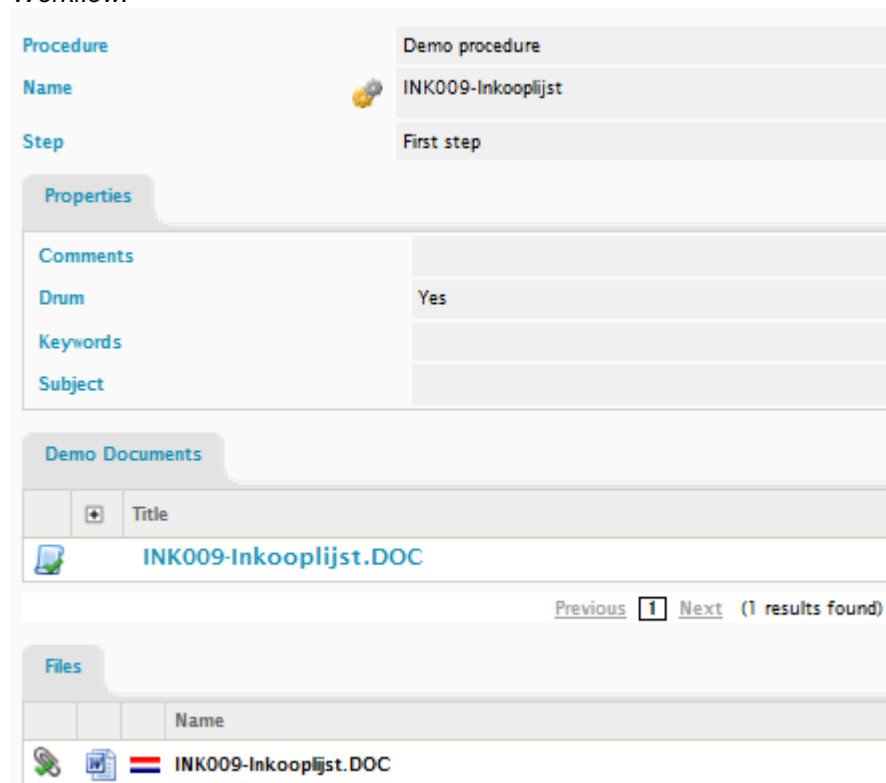 Workflow
Procedure Demo procedure
Name INK009-Inkooplijst
Step First step
Properties
Comments
Drum Yes
Keywords
Subject
Demo Documents
Title
INK009-Inkooplijst.DOC
Previous 1 Next (1 results found)
Files
Name
INK009-Inkooplijst.DOC